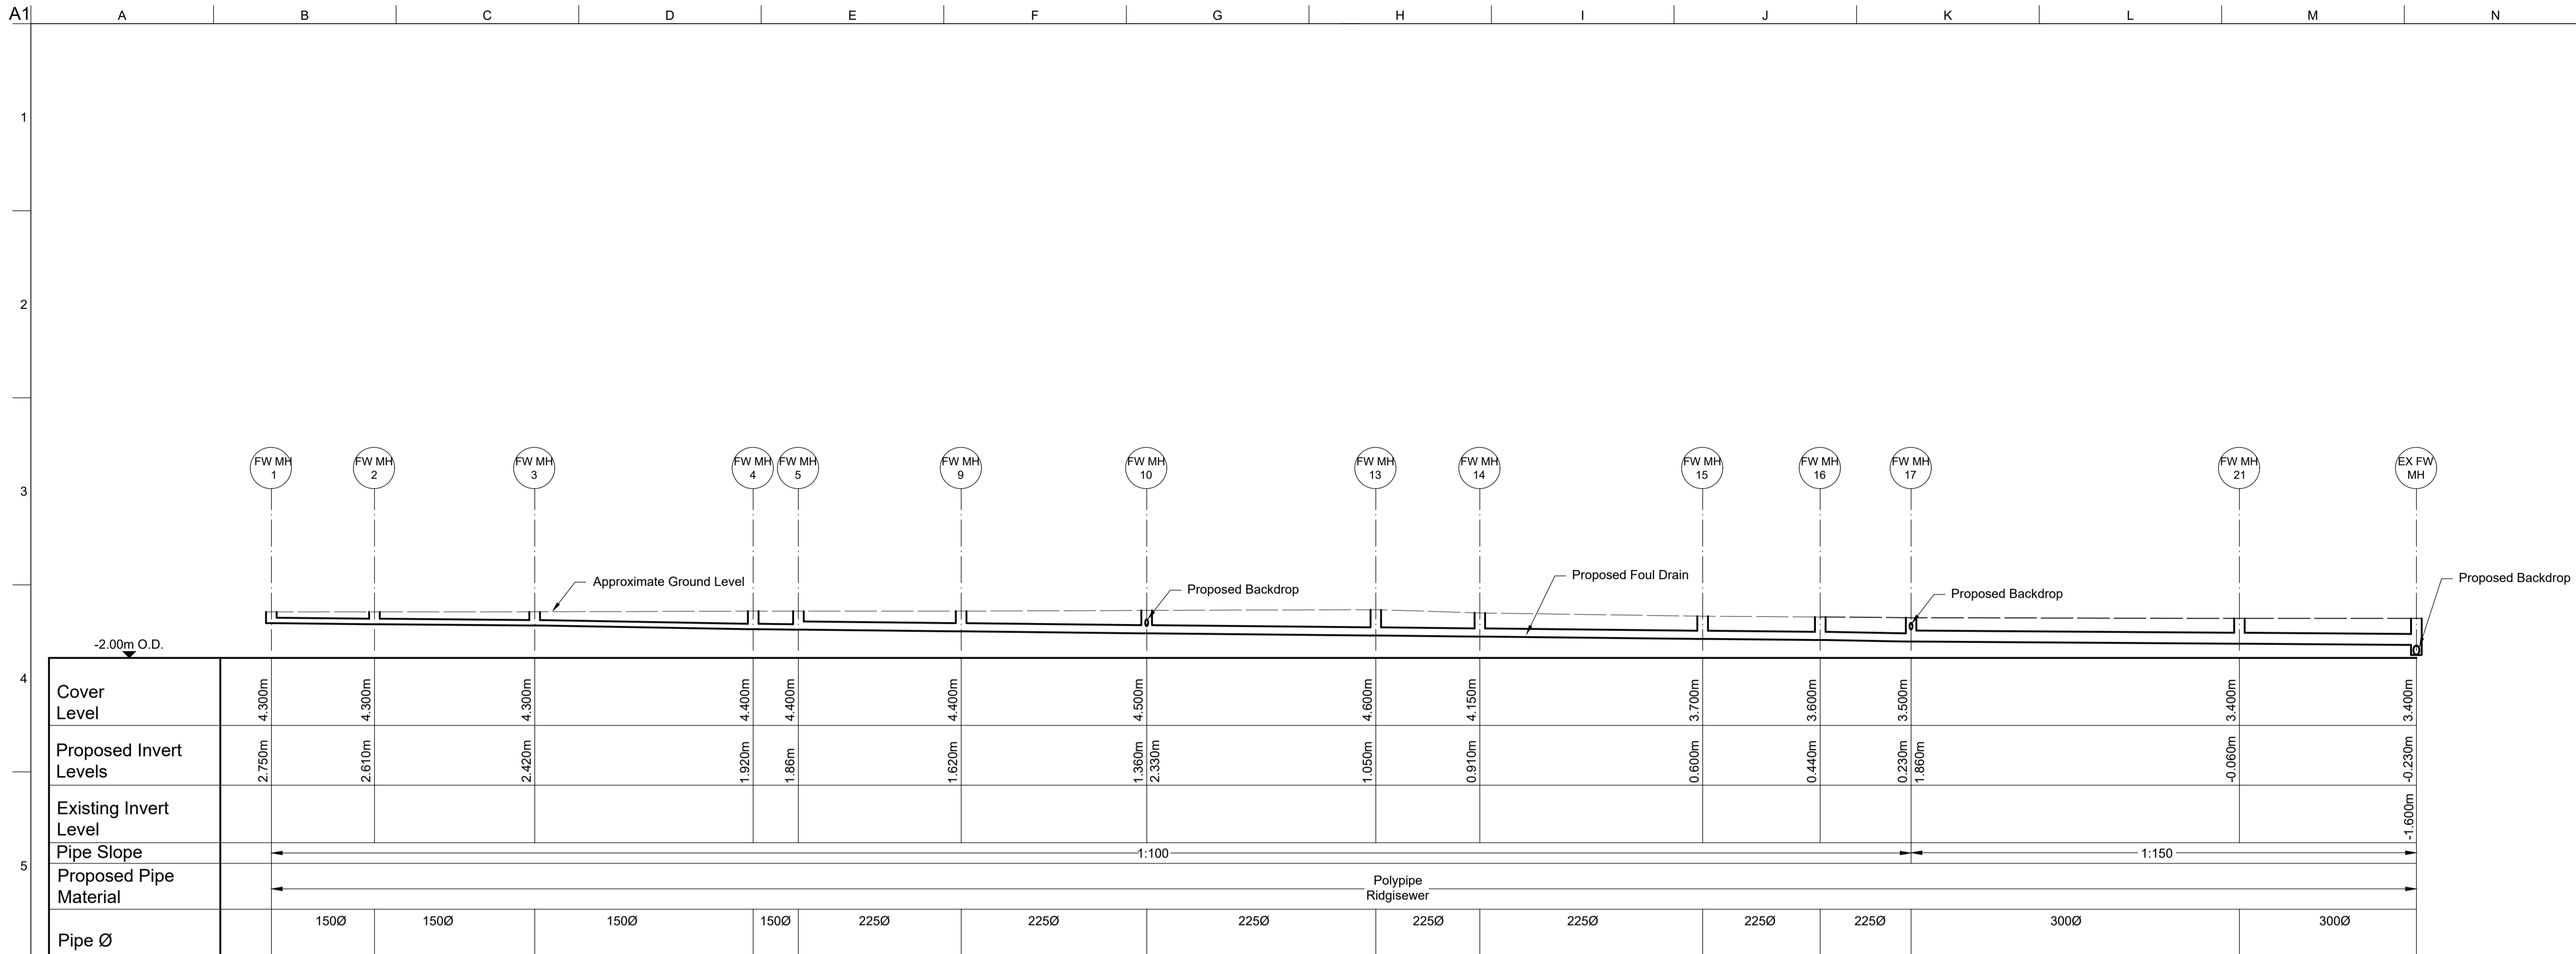 A1
A B C D E F G H I J K L M N
1
2
3
4
5
FW MH
1
FW MH
2
FW MH
3
FW MH
4
FW MH
5
FW MH
9
FW MH
10
FW MH
13
FW MH
14
FW MH
15
FW MH
16
FW MH
17
FW MH
21
EX FW
MH
Approximate Ground Level
Proposed Backdrop
Proposed Foul Drain
Proposed Backdrop
Proposed Backdrop
-2.00m O.D.
Cover
Level
4.300m 4.300m 4.300m 4.400m 4.400m 4.400m 4.500m 4.600m 4.150m 3.700m 3.600m 3.500m 3.400m 3.400m
Proposed Invert
Levels
2.750m 2.610m 2.420m 1.920m 1.86m 1.620m 1.360m 2.330m 1.050m 0.910m 0.600m 0.440m 0.230m 1.860m -0.060m -0.230m
Existing Invert
Level
-1.600m
Pipe Slope
1:100 1:150
Proposed Pipe
Material
Polypipe
Ridgisewer
Pipe Ø
150Ø 150Ø 150Ø 150Ø 225Ø 225Ø 225Ø 225Ø 225Ø 225Ø 225Ø 300Ø 300Ø